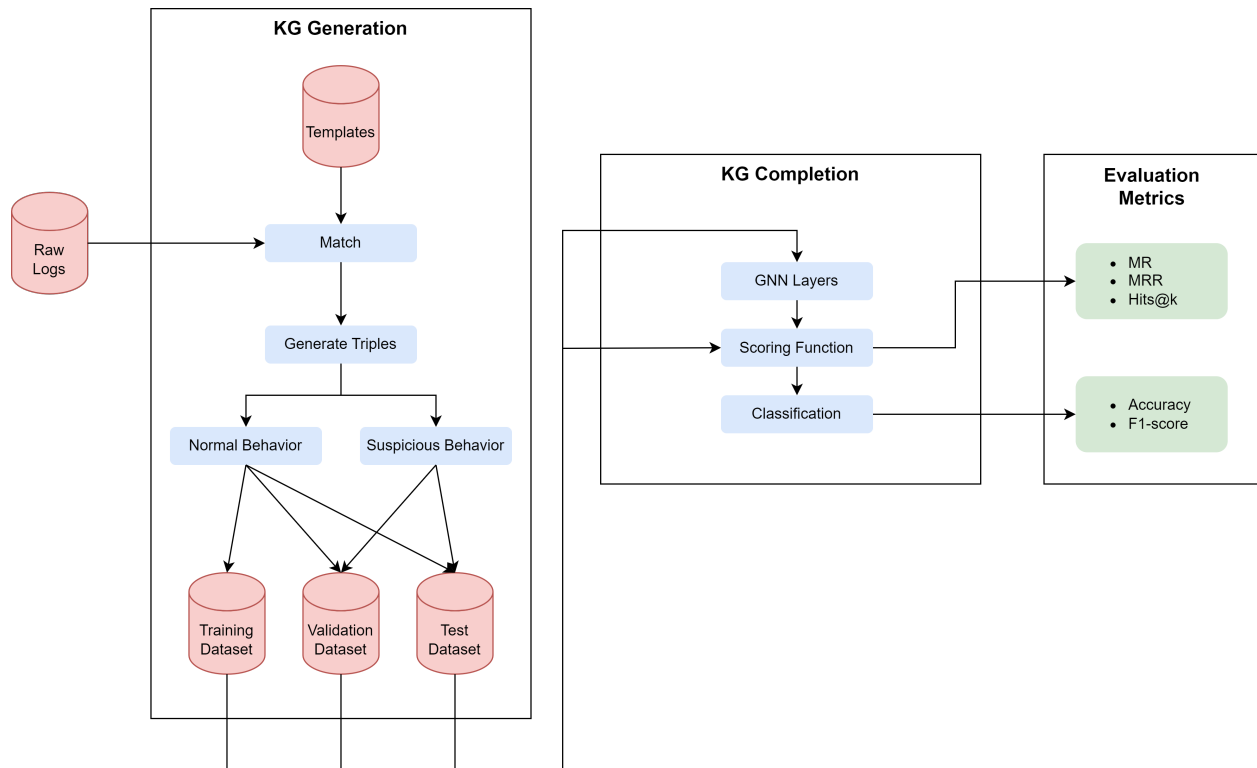 KG Generation
Templates
Raw
Logs
Match
Generate Triples
Normal Behavior
Suspicious Behavior
Training
Dataset
Validation
Dataset
Test
Dataset
KG Completion
GNN Layers
Scoring Function
Classification
Evaluation
Metrics
• MR
• MRR
• Hits@k
• Accuracy
• F1-score